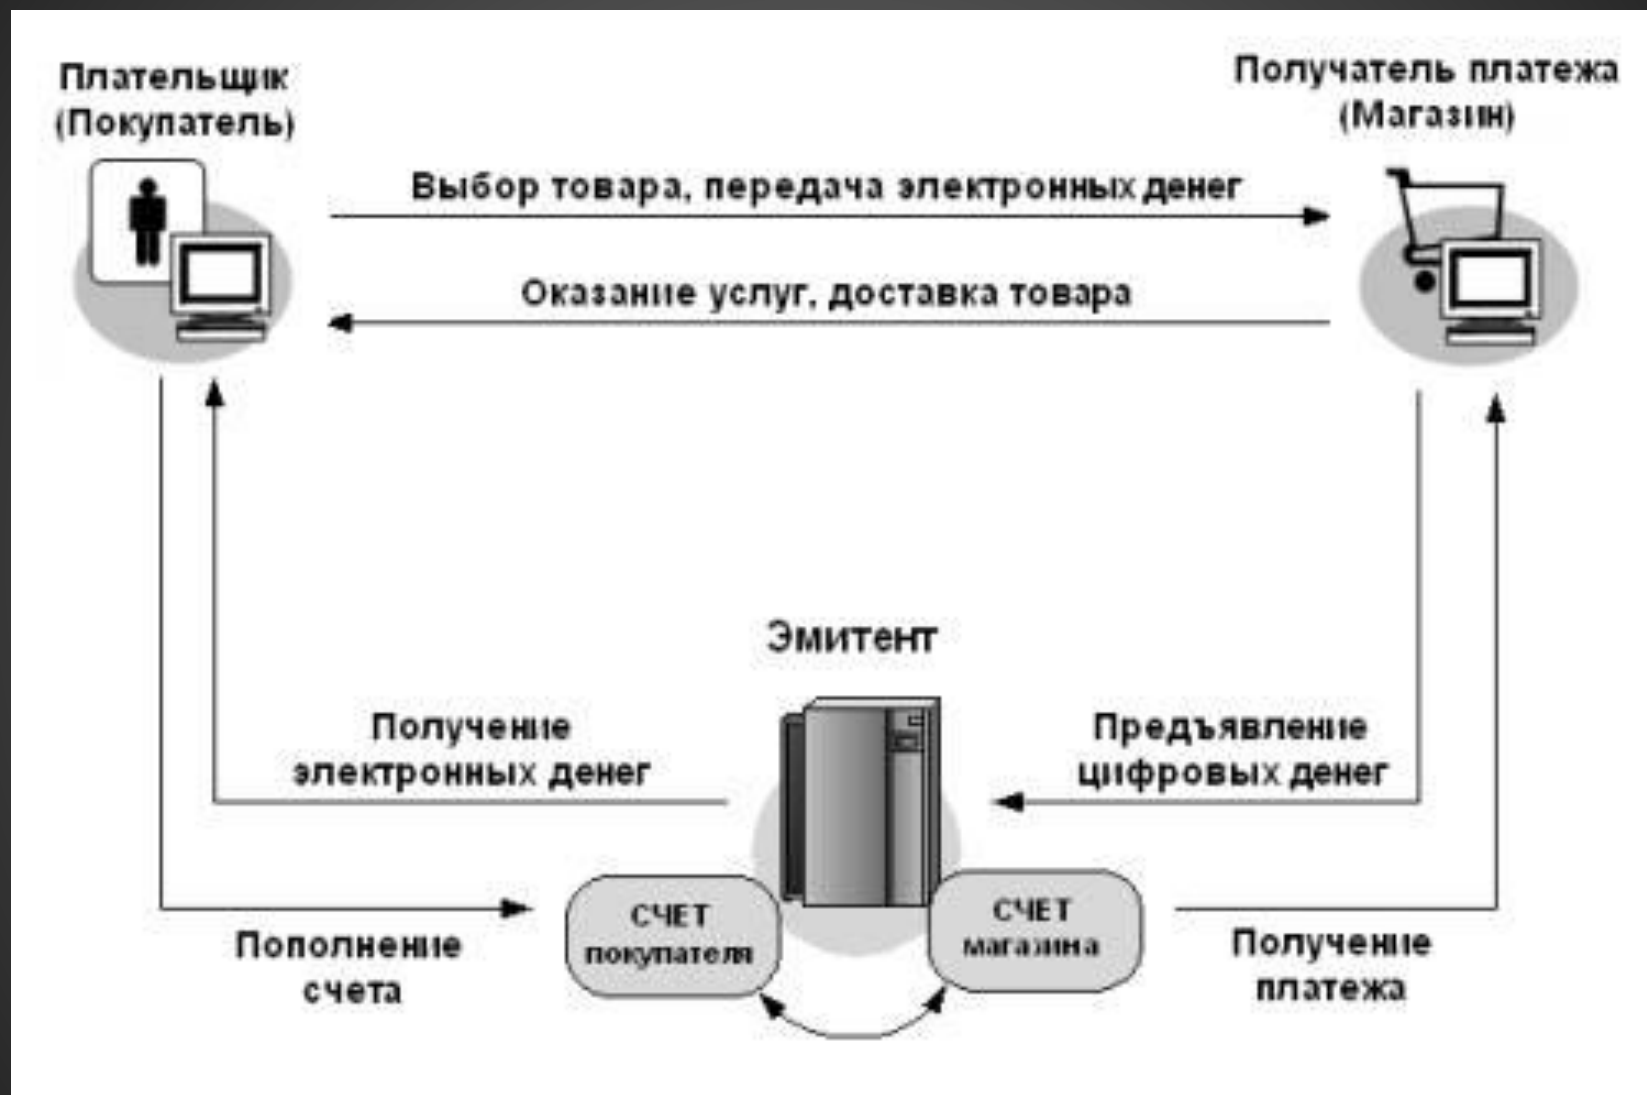 Плательщик
(Покупатель)
Получатель платежа
(Магазин)
Выбор товара, передача электронных денег
Оказание услуг, доставка товара
Эмитент
Получение
электронных денег
Предъявление
цифровых денег
СЧЕТ
покупателя
СЧЕТ
магазина
Пополнение
счета
Получение
платежа